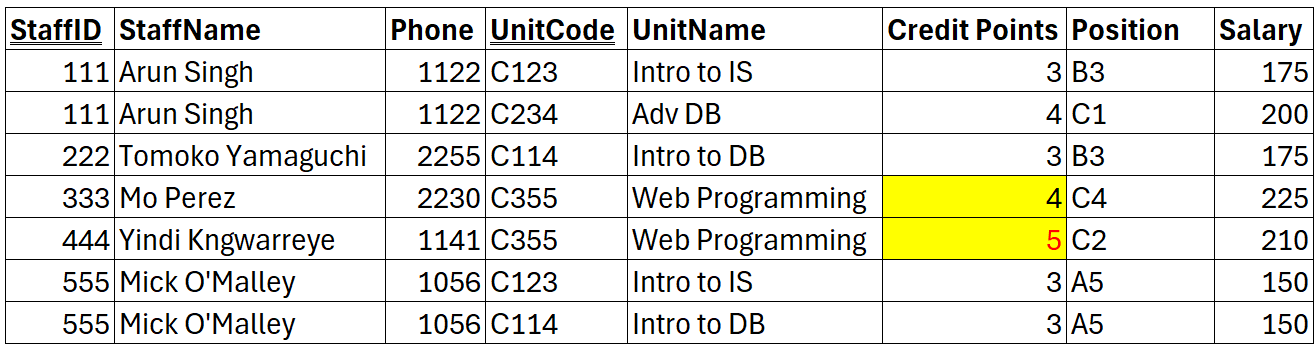 StaffID StaffName Phone UnitCode UnitName Credit Points Position Salary
111 Arun Singh 1122 C123 Intro to IS 3 B3 175
111 Arun Singh 1122 C234 Adv DB 4 C1 200
222 Tomoko Yamaguchi 2255 C114 Intro to DB 3 B3 175
333 Mo Perez 2230 C355 Web Programming 4 C4 225
444 Yindi Kngwarreye 1141 C355 Web Programming 5 C2 210
555 Mick O'Malley 1056 C123 Intro to IS 3 A5 150
555 Mick O'Malley 1056 C114 Intro to DB 3 A5 150